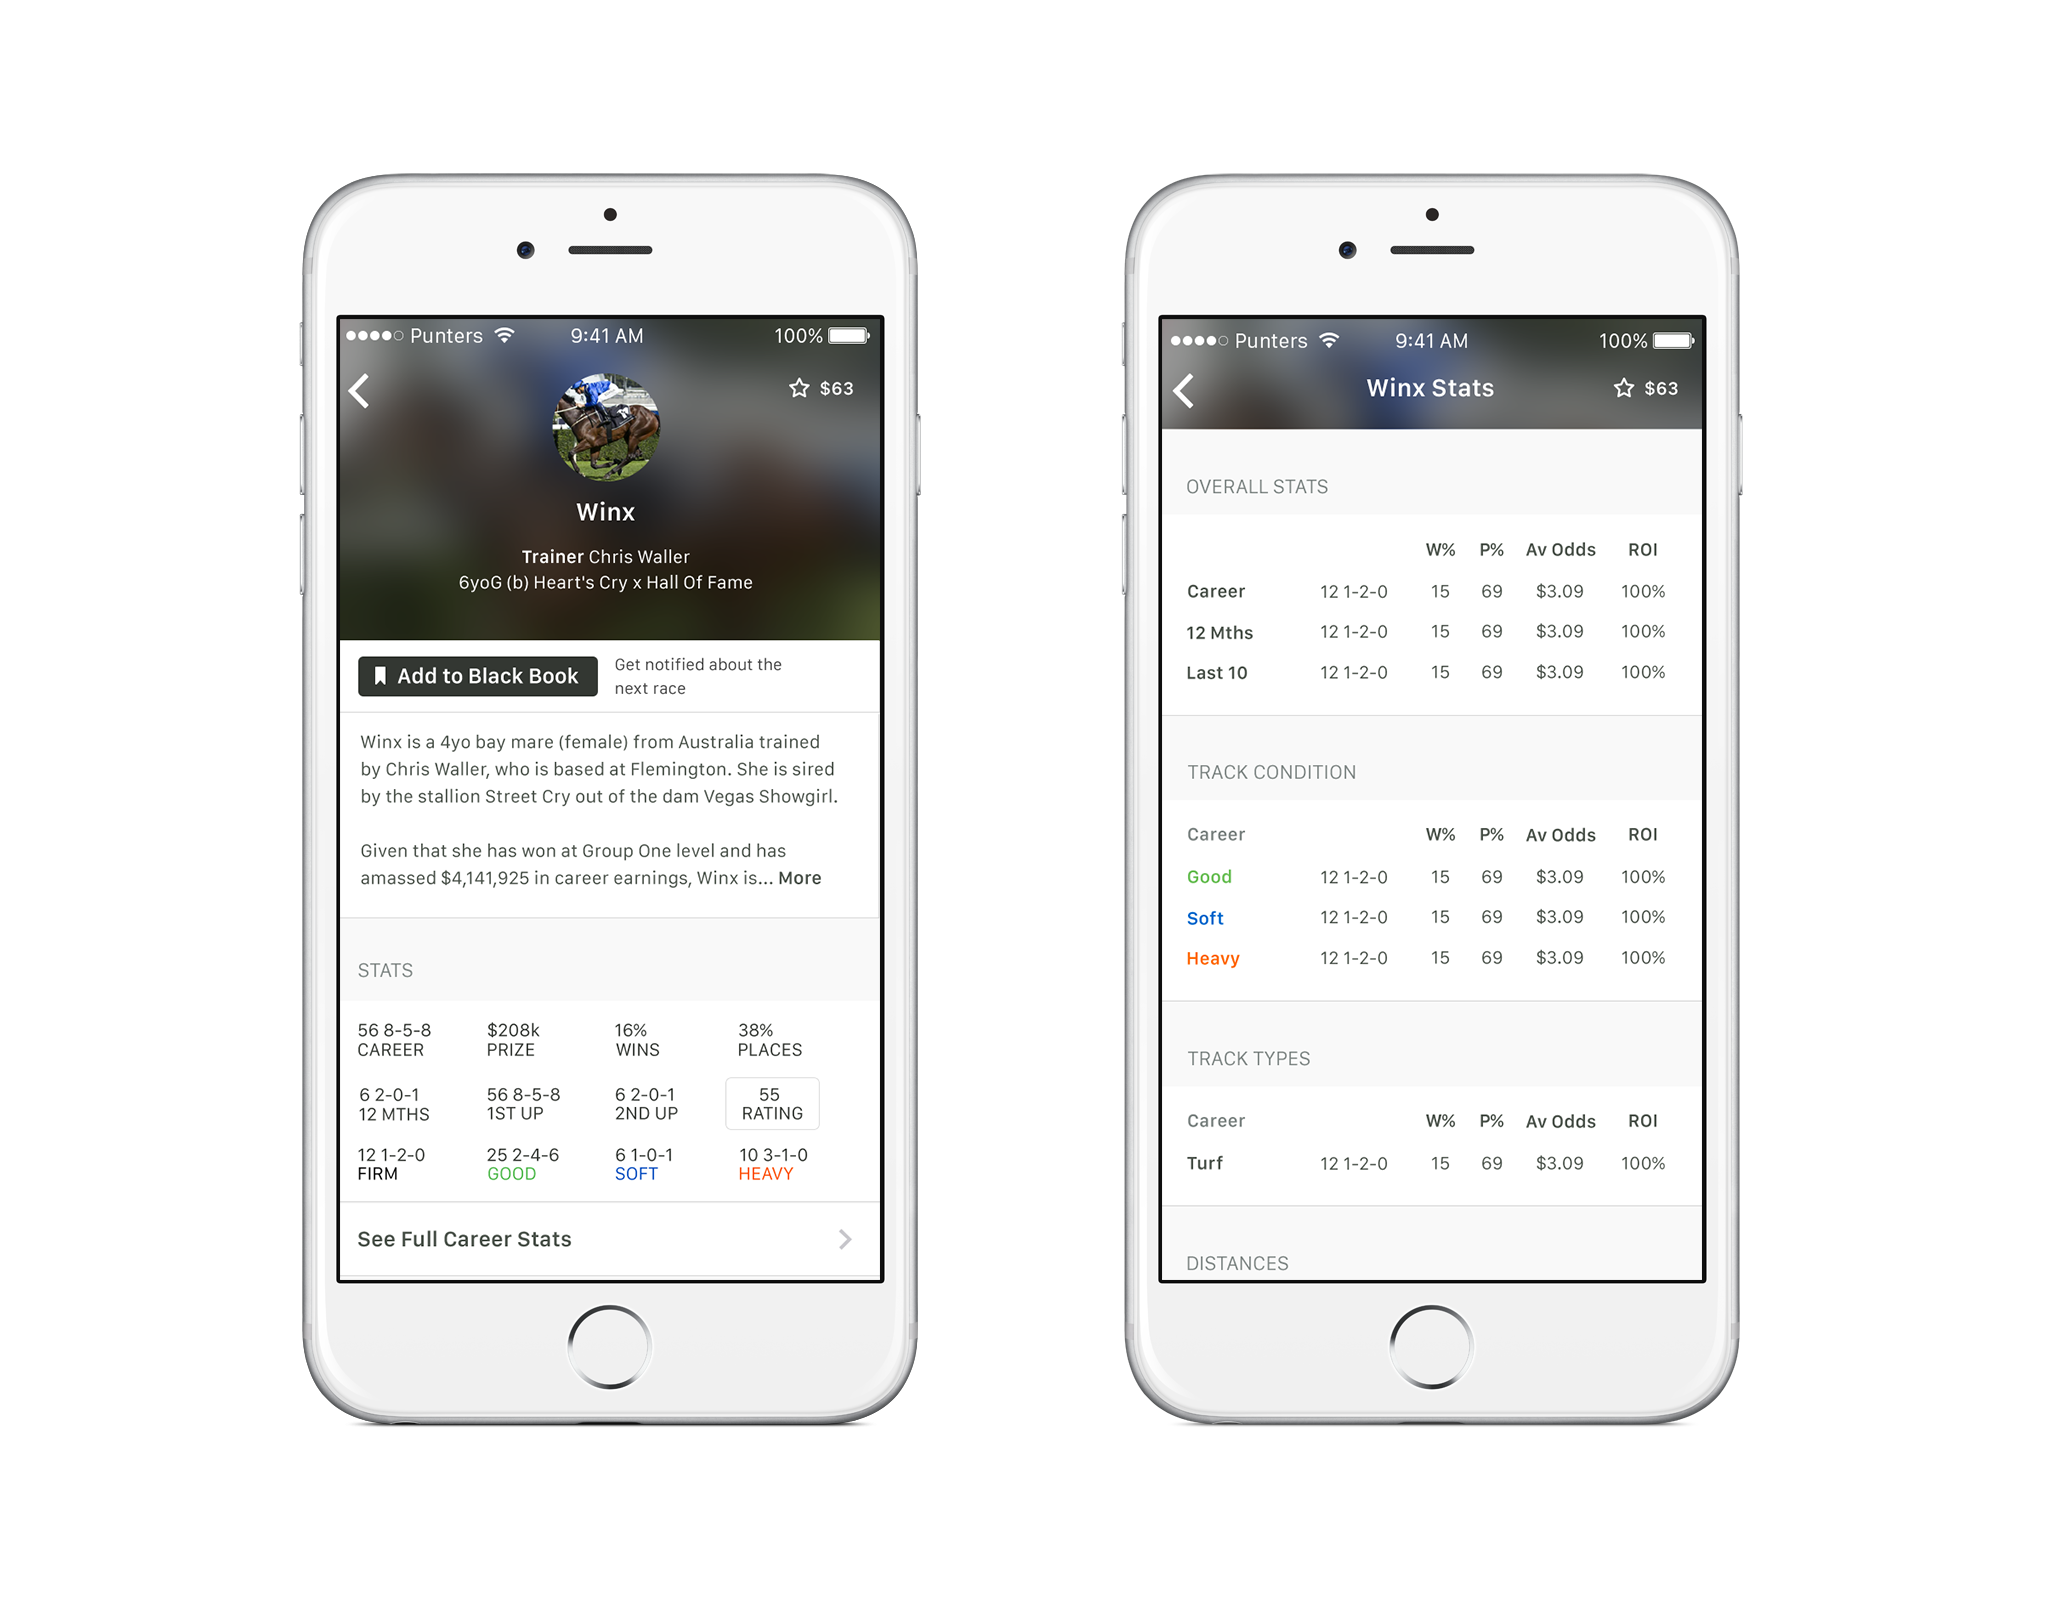 Punters 9:41 AM 100%
$63
Winx
Trainer Chris Waller
6yoG (b) Heart's Cry x Hall Of Fame
Add to Black Book
Get notified about the
next race
Winx is a 4yo bay mare (female) from Australia trained
by Chris Waller, who is based at Flemington. She is sired
by the stallion Street Cry out of the dam Vegas Showgirl.
Given that she has won at Group One level and has
amassed $4,141,925 in career earnings, Winx is... More
STATS
56 8-5-8 $208k 16% 38%
CAREER PRIZE WINS PLACES
6 2-0-1 56 8-5-8 6 2-0-1 55
12 MTHS 1ST UP 2ND UP RATING
12 1-2-0 25 2-4-6 6 1-0-1 10 3-1-0
FIRM GOOD SOFT HEAVY
See Full Career Stats
Punters 9:41 AM 100%
Winx Stats $63
OVERALL STATS
W% P% Av Odds ROI
Career 12 1-2-0 15 69 $3.09 100%
12 Mths 12 1-2-0 15 69 $3.09 100%
Last 10 12 1-2-0 15 69 $3.09 100%
TRACK CONDITION
Career W% P% Av Odds ROI
Good 12 1-2-0 15 69 $3.09 100%
Soft 12 1-2-0 15 69 $3.09 100%
Heavy 12 1-2-0 15 69 $3.09 100%
TRACK TYPES
Career W% P% Av Odds ROI
Turf 12 1-2-0 15 69 $3.09 100%
DISTANCES